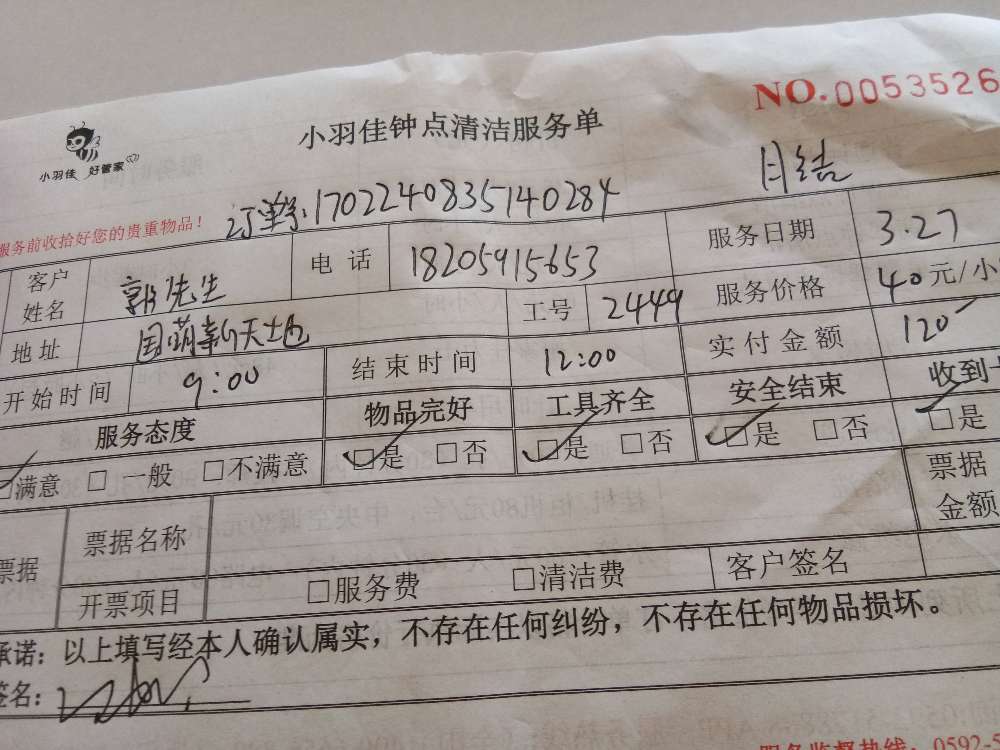 NO.0053526
小羽佳钟点清洁服务单
小羽佳 好管家
月结
订单号:1702240835140284
服务前收拾好您的贵重物品!
客户姓名 郭先生 电话 18205915653 服务日期 3.27
地址 国萌新天地 工号 2449 服务价格 40元/小
开始时间 9:00 结束时间 12:00 实付金额 120
服务态度 物品完好 工具齐全 安全结束 收到
□满意 □一般 □不满意 □是 □否 □是 □否 □是 □否 □是
票据 票据名称 票据金额
开票项目 □服务费 □清洁费 客户签名
承诺:以上填写经本人确认属实,不存在任何纠纷,不存在任何物品损坏。
签名:
服务监督热线:0592-5